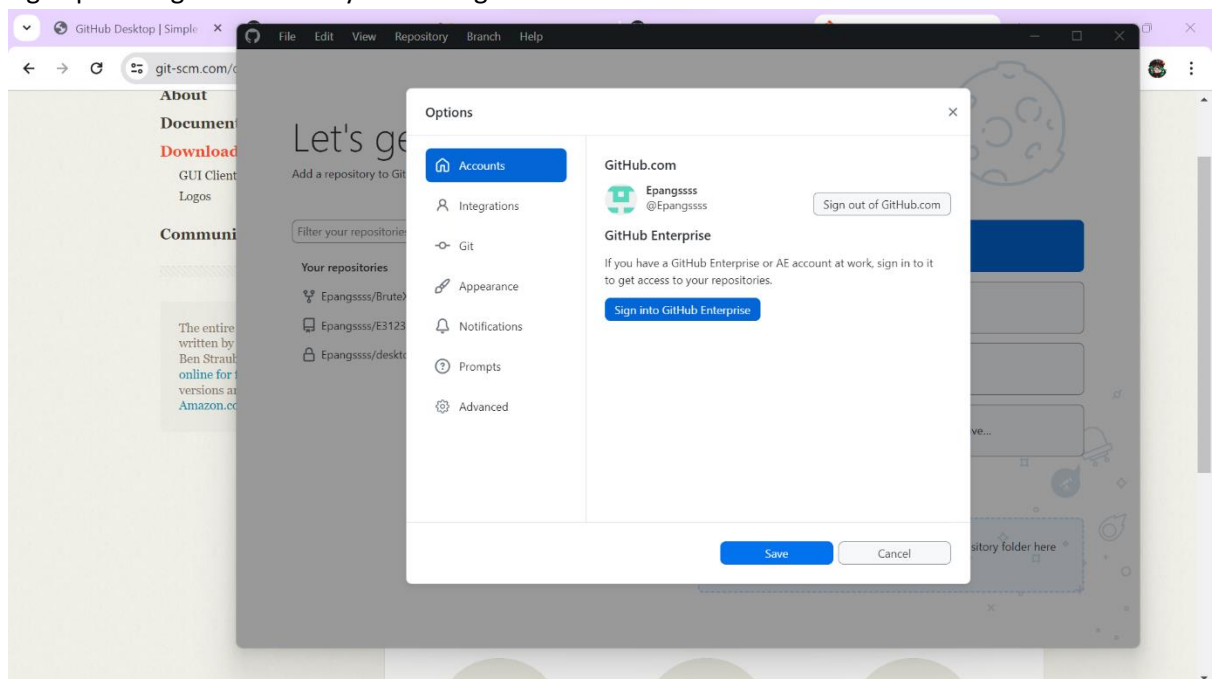 GitHub Desktop | Simple
File Edit View Repository Branch Help
git-scm.com/
About
Documen
Download
GUI Client
Logos
Communi
The entire
written by
Ben Straub
online for
versions a
Amazon.co
Let's ge
Add a repository to Git
Filter your repositorie
Your repositories
Epangssss/Brute
Epangssss/E3123
Epangssss/deskto
Options
Accounts
Integrations
Git
Appearance
Notifications
Prompts
Advanced
GitHub.com
Epangssss
@Epangssss
Sign out of GitHub.com
GitHub Enterprise
If you have a GitHub Enterprise or AE account at work, sign in to it
to get access to your repositories.
Sign into GitHub Enterprise
Save
Cancel
ve...
sitory folder here